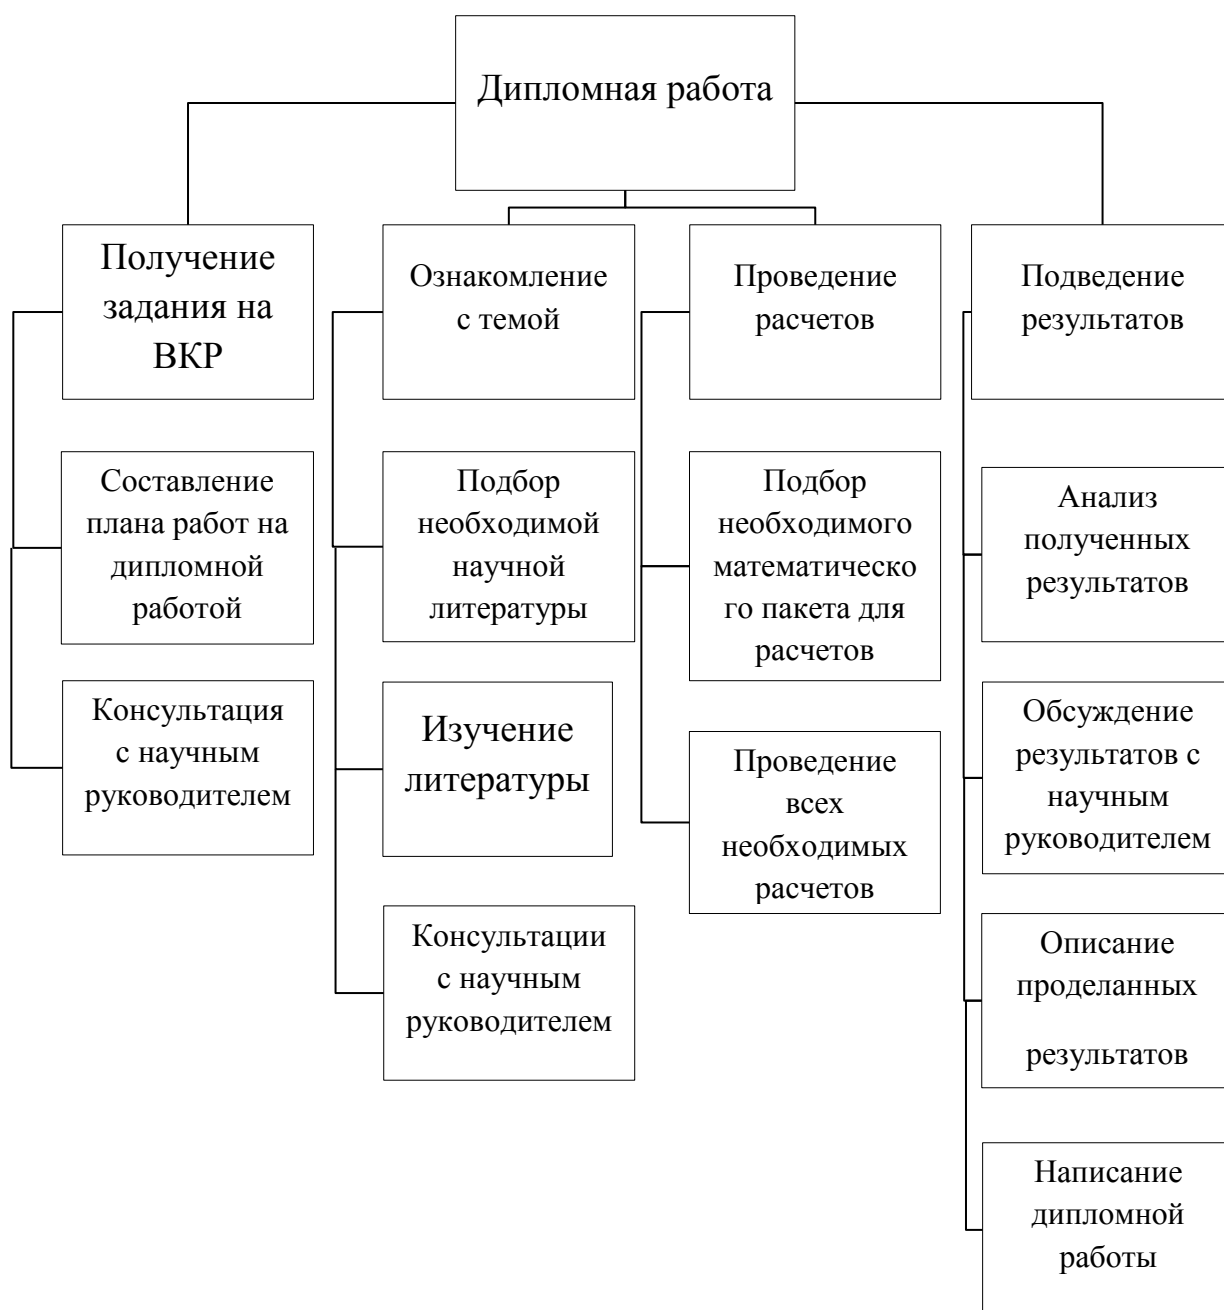 Дипломная работа
Получение
задания на
ВКР
Ознакомление
с темой
Проведение
расчетов
Подведение
результатов
Составление
плана работ на
дипломной
работой
Подбор
необходимой
научной
литературы
Подбор
необходимого
математическо
го пакета для
расчетов
Анализ
полученных
результатов
Консультация
с научным
руководителем
Изучение
литературы
Проведение
всех
необходимых
расчетов
Обсуждение
результатов с
научным
руководителем
Консультации
с научным
руководителем
Описание
проделанных
результатов
Написание
дипломной
работы